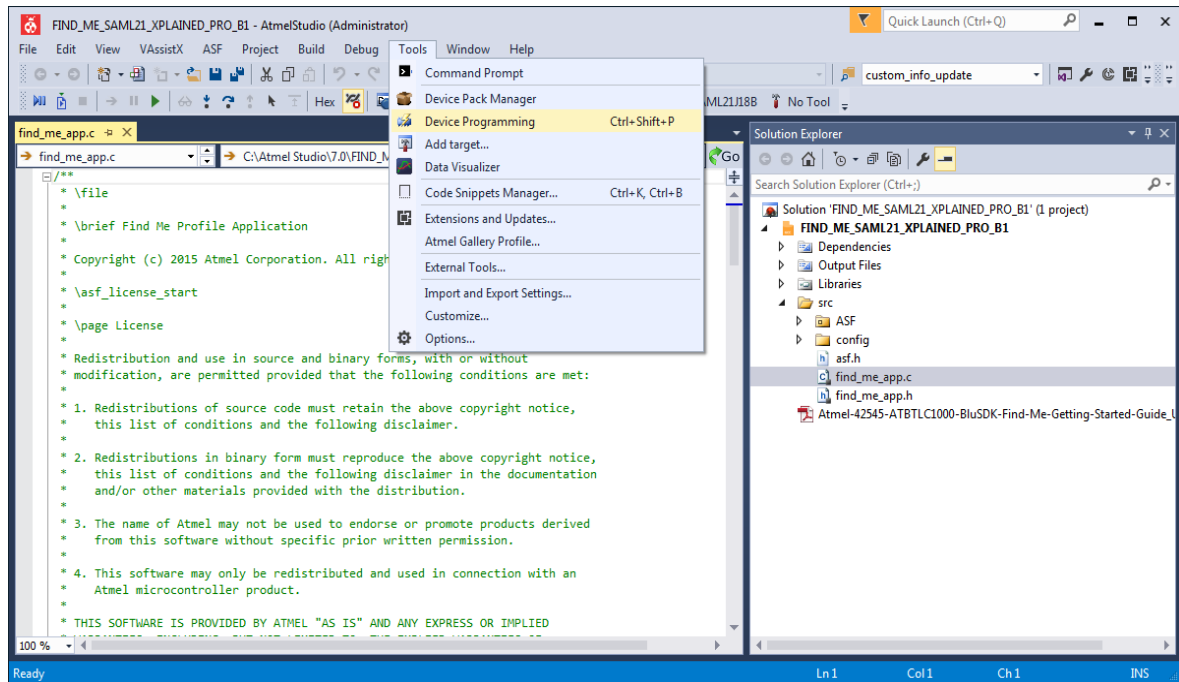 FIND_ME_SAML21_XPLAINED_PRO_B1 - AtmelStudio (Administrator)
Quick Launch (Ctrl+Q)
File Edit View VAssistX ASF Project Build Debug Tools Window Help
custom_info_update
Hex
ML21J18B No Tool
Command Prompt
Device Pack Manager
Device Programming Ctrl+Shift+P
Add target...
Data Visualizer
Code Snippets Manager... Ctrl+K, Ctrl+B
Extensions and Updates...
Atmel Gallery Profile...
External Tools...
Import and Export Settings...
Customize...
Options...
find_me_app.c
find_me_app.c C:\Atmel Studio\7.0\FIND_M Go
/**
* \file
*
* \brief Find Me Profile Application
*
* Copyright (c) 2015 Atmel Corporation. All righ
*
* \asf_license_start
*
* \page License
*
* Redistribution and use in source and binary forms, with or without
* modification, are permitted provided that the following conditions are met:
*
* 1. Redistributions of source code must retain the above copyright notice,
* this list of conditions and the following disclaimer.
*
* 2. Redistributions in binary form must reproduce the above copyright notice,
* this list of conditions and the following disclaimer in the documentation
* and/or other materials provided with the distribution.
*
* 3. The name of Atmel may not be used to endorse or promote products derived
* from this software without specific prior written permission.
*
* 4. This software may only be redistributed and used in connection with an
* Atmel microcontroller product.
*
* THIS SOFTWARE IS PROVIDED BY ATMEL "AS IS" AND ANY EXPRESS OR IMPLIED
100 %
Solution Explorer
Search Solution Explorer (Ctrl+;)
Solution 'FIND_ME_SAML21_XPLAINED_PRO_B1' (1 project)
FIND_ME_SAML21_XPLAINED_PRO_B1
Dependencies
Output Files
Libraries
src
ASF
config
asf.h
find_me_app.c
find_me_app.h
Atmel-42545-ATBTLC1000-BluSDK-Find-Me-Getting-Started-Guide_U
Ready Ln 1 Col 1 Ch 1 INS